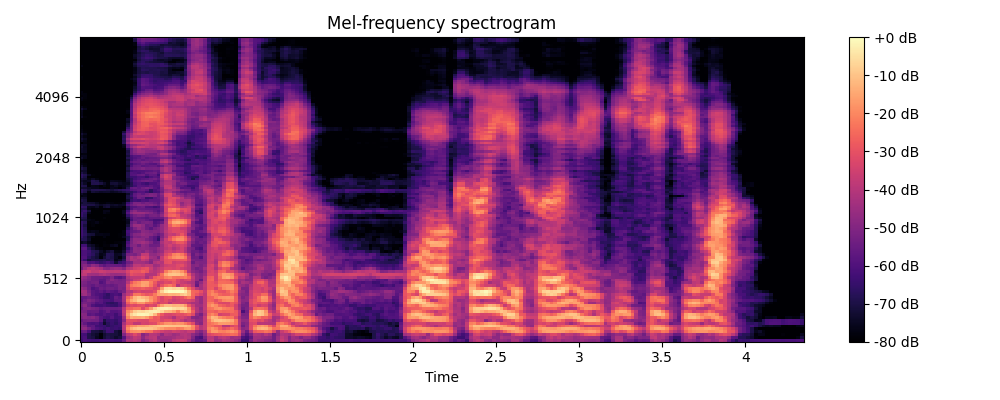 Mel-frequency spectrogram
Hz
4096
2048
1024
512
0
0 0.5 1 1.5 2 2.5 3 3.5 4
Time
+0 dB
-10 dB
-20 dB
-30 dB
-40 dB
-50 dB
-60 dB
-70 dB
-80 dB